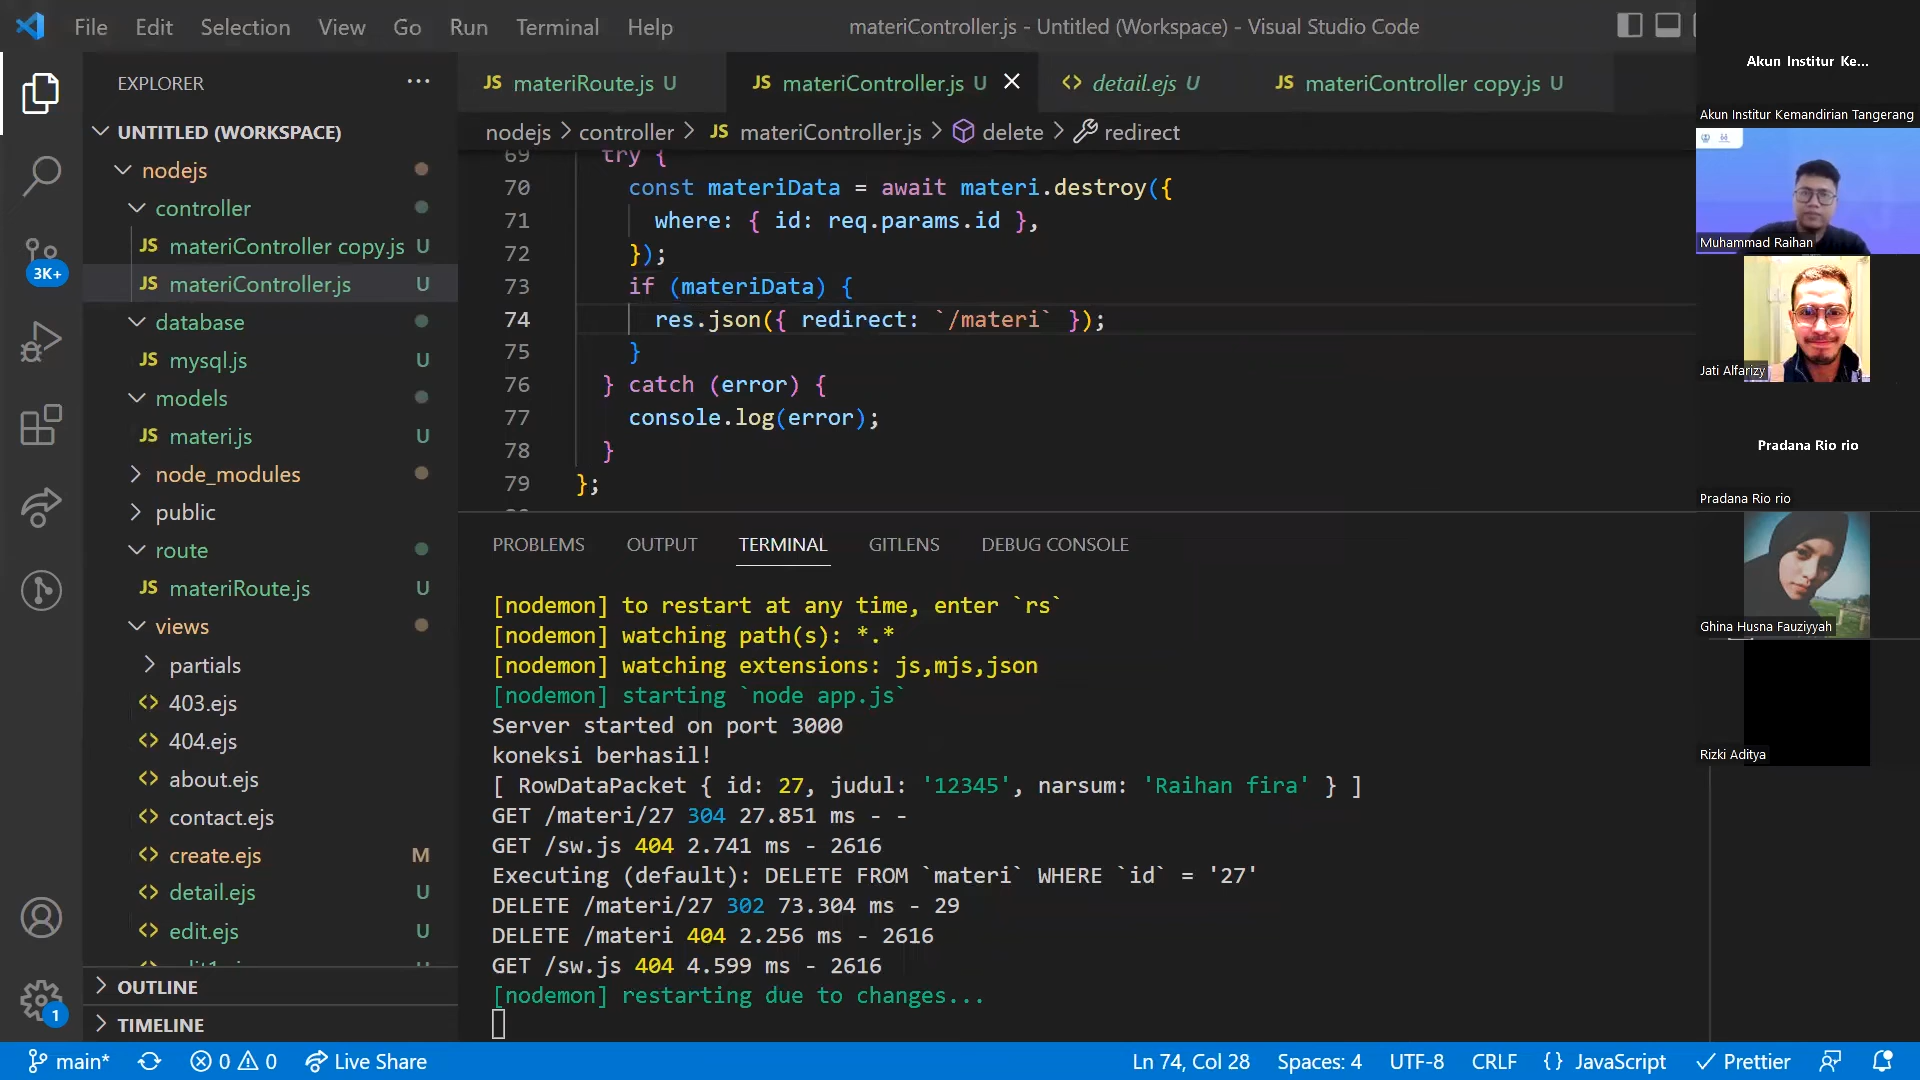 File Edit Selection View Go Run Terminal Help
materiController.js - Untitled (Workspace) - Visual Studio Code
EXPLORER ...
UNTITLED (WORKSPACE)
nodejs
controller
JS materiController copy.js U
JS materiController.js U
database
JS mysql.js U
models
JS materi.js U
node_modules
public
route
JS materiRoute.js U
views
partials
<> 403.ejs
<> 404.ejs
<> about.ejs
<> contact.ejs
<> create.ejs M
<> detail.ejs U
<> edit.ejs U
OUTLINE
TIMELINE
3K+
1
JS materiRoute.js U
JS materiController.js U
<> detail.ejs U
JS materiController copy.js U
nodejs > controller > JS materiController.js > delete > redirect
69 try {
70 const materiData = await materi.destroy({
71 where: { id: req.params.id },
72 });
73 if (materiData) {
74 res.json({ redirect: `/materi` });
75 }
76 } catch (error) {
77 console.log(error);
78 }
79 };
PROBLEMS OUTPUT TERMINAL GITLENS DEBUG CONSOLE
[nodemon] to restart at any time, enter `rs`
[nodemon] watching path(s): *.*
[nodemon] watching extensions: js,mjs,json
[nodemon] starting `node app.js`
Server started on port 3000
koneksi berhasil!
[ RowDataPacket { id: 27, judul: '12345', narsum: 'Raihan fira' } ]
GET /materi/27 304 27.851 ms - -
GET /sw.js 404 2.741 ms - 2616
Executing (default): DELETE FROM `materi` WHERE `id` = '27'
DELETE /materi/27 302 73.304 ms - 29
DELETE /materi 404 2.256 ms - 2616
GET /sw.js 404 4.599 ms - 2616
[nodemon] restarting due to changes...
Akun Institur Ke...
Akun Institur Kemandirian Tangerang
Muhammad Raihan
Jati Alfarizy
Pradana Rio rio
Pradana Rio rio
Ghina Husna Fauziyyah
Rizki Aditya
main* 0 0 Live Share
Ln 74, Col 28 Spaces: 4 UTF-8 CRLF {} JavaScript Prettier